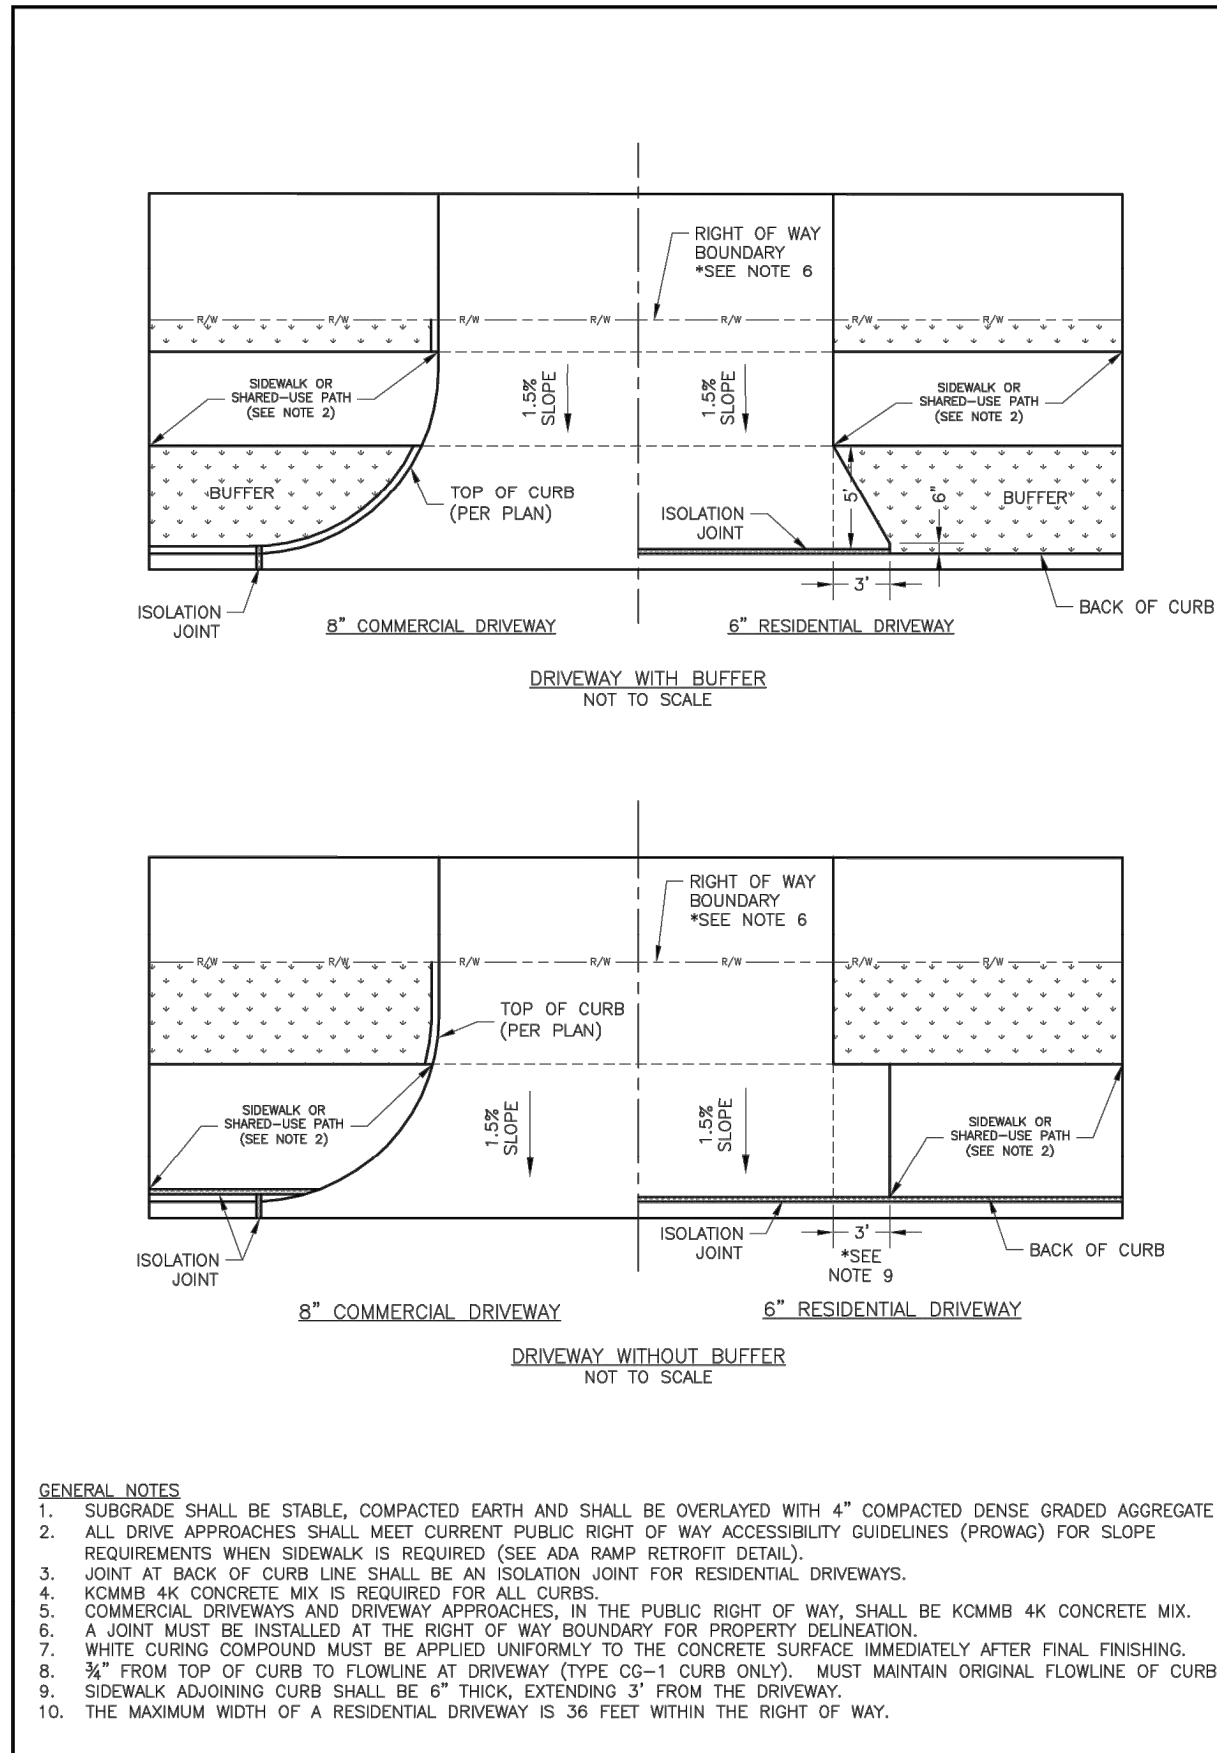 RIGHT OF WAY
BOUNDARY
*SEE NOTE 6
R/W R/W R/W R/W R/W R/W R/W
SIDEWALK OR
SHARED-USE PATH
(SEE NOTE 2)
1.5%
SLOPE
1.5%
SLOPE
SIDEWALK OR
SHARED-USE PATH
(SEE NOTE 2)
BUFFER
TOP OF CURB
(PER PLAN)
ISOLATION
JOINT
5'
6"
BUFFER
3'
ISOLATION
JOINT
BACK OF CURB
8" COMMERCIAL DRIVEWAY
6" RESIDENTIAL DRIVEWAY
DRIVEWAY WITH BUFFER
NOT TO SCALE
RIGHT OF WAY
BOUNDARY
*SEE NOTE 6
R/W R/W R/W R/W R/W R/W R/W
TOP OF CURB
(PER PLAN)
SIDEWALK OR
SHARED-USE PATH
(SEE NOTE 2)
1.5%
SLOPE
1.5%
SLOPE
SIDEWALK OR
SHARED-USE PATH
(SEE NOTE 2)
ISOLATION
JOINT
ISOLATION
JOINT
3'
*SEE
NOTE 9
BACK OF CURB
8" COMMERCIAL DRIVEWAY
6" RESIDENTIAL DRIVEWAY
DRIVEWAY WITHOUT BUFFER
NOT TO SCALE
GENERAL NOTES
1. SUBGRADE SHALL BE STABLE, COMPACTED EARTH AND SHALL BE OVERLAYED WITH 4" COMPACTED DENSE GRADED AGGREGATE
2. ALL DRIVE APPROACHES SHALL MEET CURRENT PUBLIC RIGHT OF WAY ACCESSIBILITY GUIDELINES (PROWAG) FOR SLOPE
REQUIREMENTS WHEN SIDEWALK IS REQUIRED (SEE ADA RAMP RETROFIT DETAIL).
3. JOINT AT BACK OF CURB LINE SHALL BE AN ISOLATION JOINT FOR RESIDENTIAL DRIVEWAYS.
4. KCMMB 4K CONCRETE MIX IS REQUIRED FOR ALL CURBS.
5. COMMERCIAL DRIVEWAYS AND DRIVEWAY APPROACHES, IN THE PUBLIC RIGHT OF WAY, SHALL BE KCMMB 4K CONCRETE MIX.
6. A JOINT MUST BE INSTALLED AT THE RIGHT OF WAY BOUNDARY FOR PROPERTY DELINEATION.
7. WHITE CURING COMPOUND MUST BE APPLIED UNIFORMLY TO THE CONCRETE SURFACE IMMEDIATELY AFTER FINAL FINISHING.
8. ¾" FROM TOP OF CURB TO FLOWLINE AT DRIVEWAY (TYPE CG-1 CURB ONLY). MUST MAINTAIN ORIGINAL FLOWLINE OF CURB
9. SIDEWALK ADJOINING CURB SHALL BE 6" THICK, EXTENDING 3' FROM THE DRIVEWAY.
10. THE MAXIMUM WIDTH OF A RESIDENTIAL DRIVEWAY IS 36 FEET WITHIN THE RIGHT OF WAY.